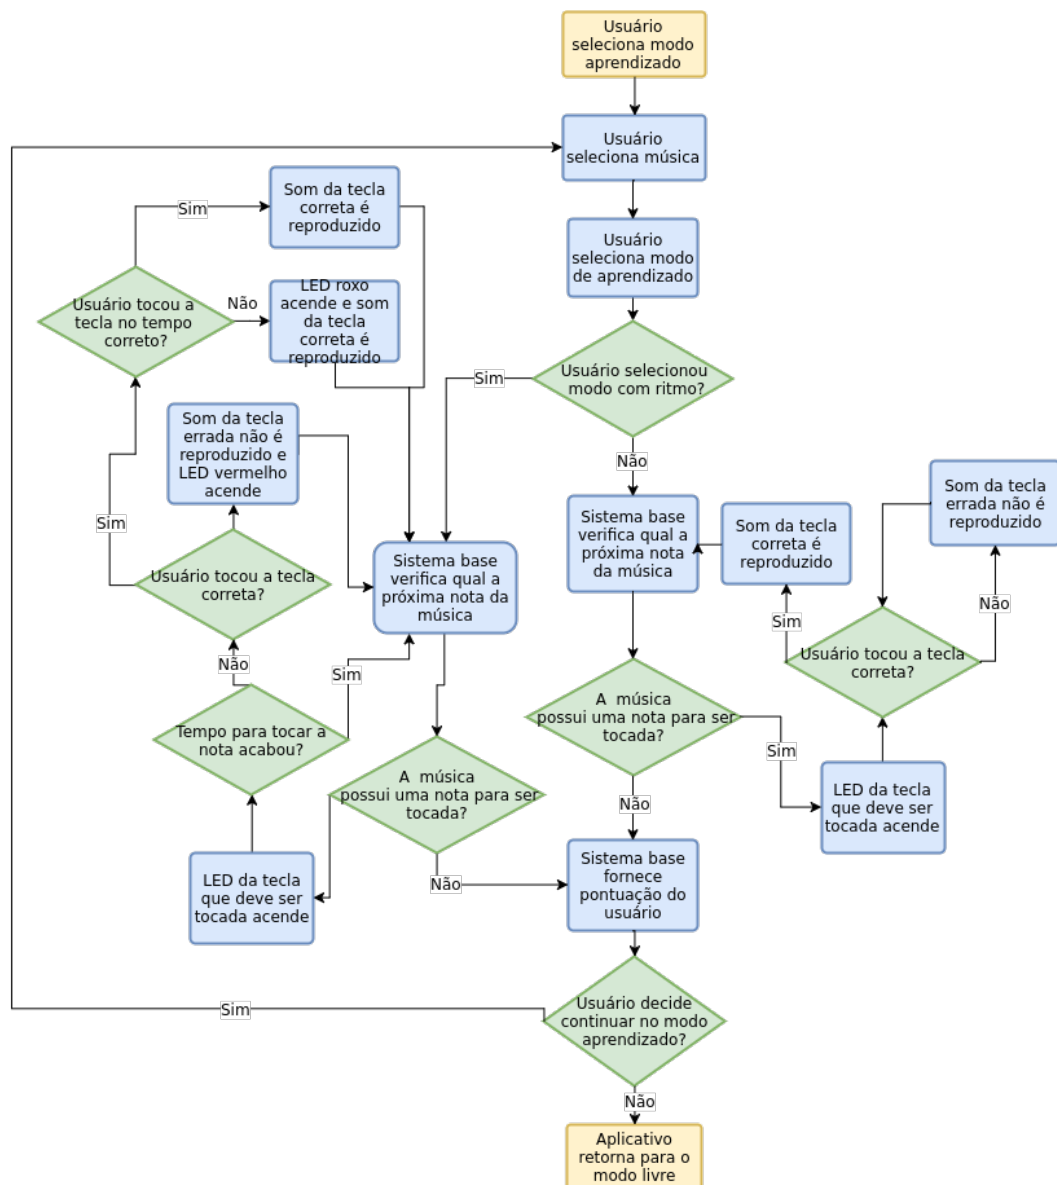 Usuário
seleciona modo
aprendizado
Usuário
seleciona música
Usuário
seleciona modo
de aprendizado
Usuário selecionou
modo com ritmo?
Sim
Não
Som da tecla
correta é
reproduzido
Sim
Usuário tocou a
tecla no tempo
correto?
Não
LED roxo
acende e som
da tecla
correta é
reproduzido
Som da tecla
errada não é
reproduzido e
LED vermelho
acende
Sim
Usuário tocou a tecla
correta?
Não
Sim
Tempo para tocar a
nota acabou?
LED da tecla
que deve ser
tocada acende
Sistema base
verifica qual a
próxima nota da
música
A música
possui uma nota para ser
tocada?
Não
Sistema base
verifica qual a
próxima nota
da música
Som da tecla
correta é
reproduzido
Som da tecla
errada não é
reproduzido
Sim
Não
Usuário tocou a tecla
correta?
A música
possui uma nota para ser
tocada?
Sim
Não
LED da tecla
que deve ser
tocada acende
Sistema base
fornece
pontuação do
usuário
Usuário decide
continuar no modo
aprendizado?
Sim
Não
Aplicativo
retorna para o
modo livre